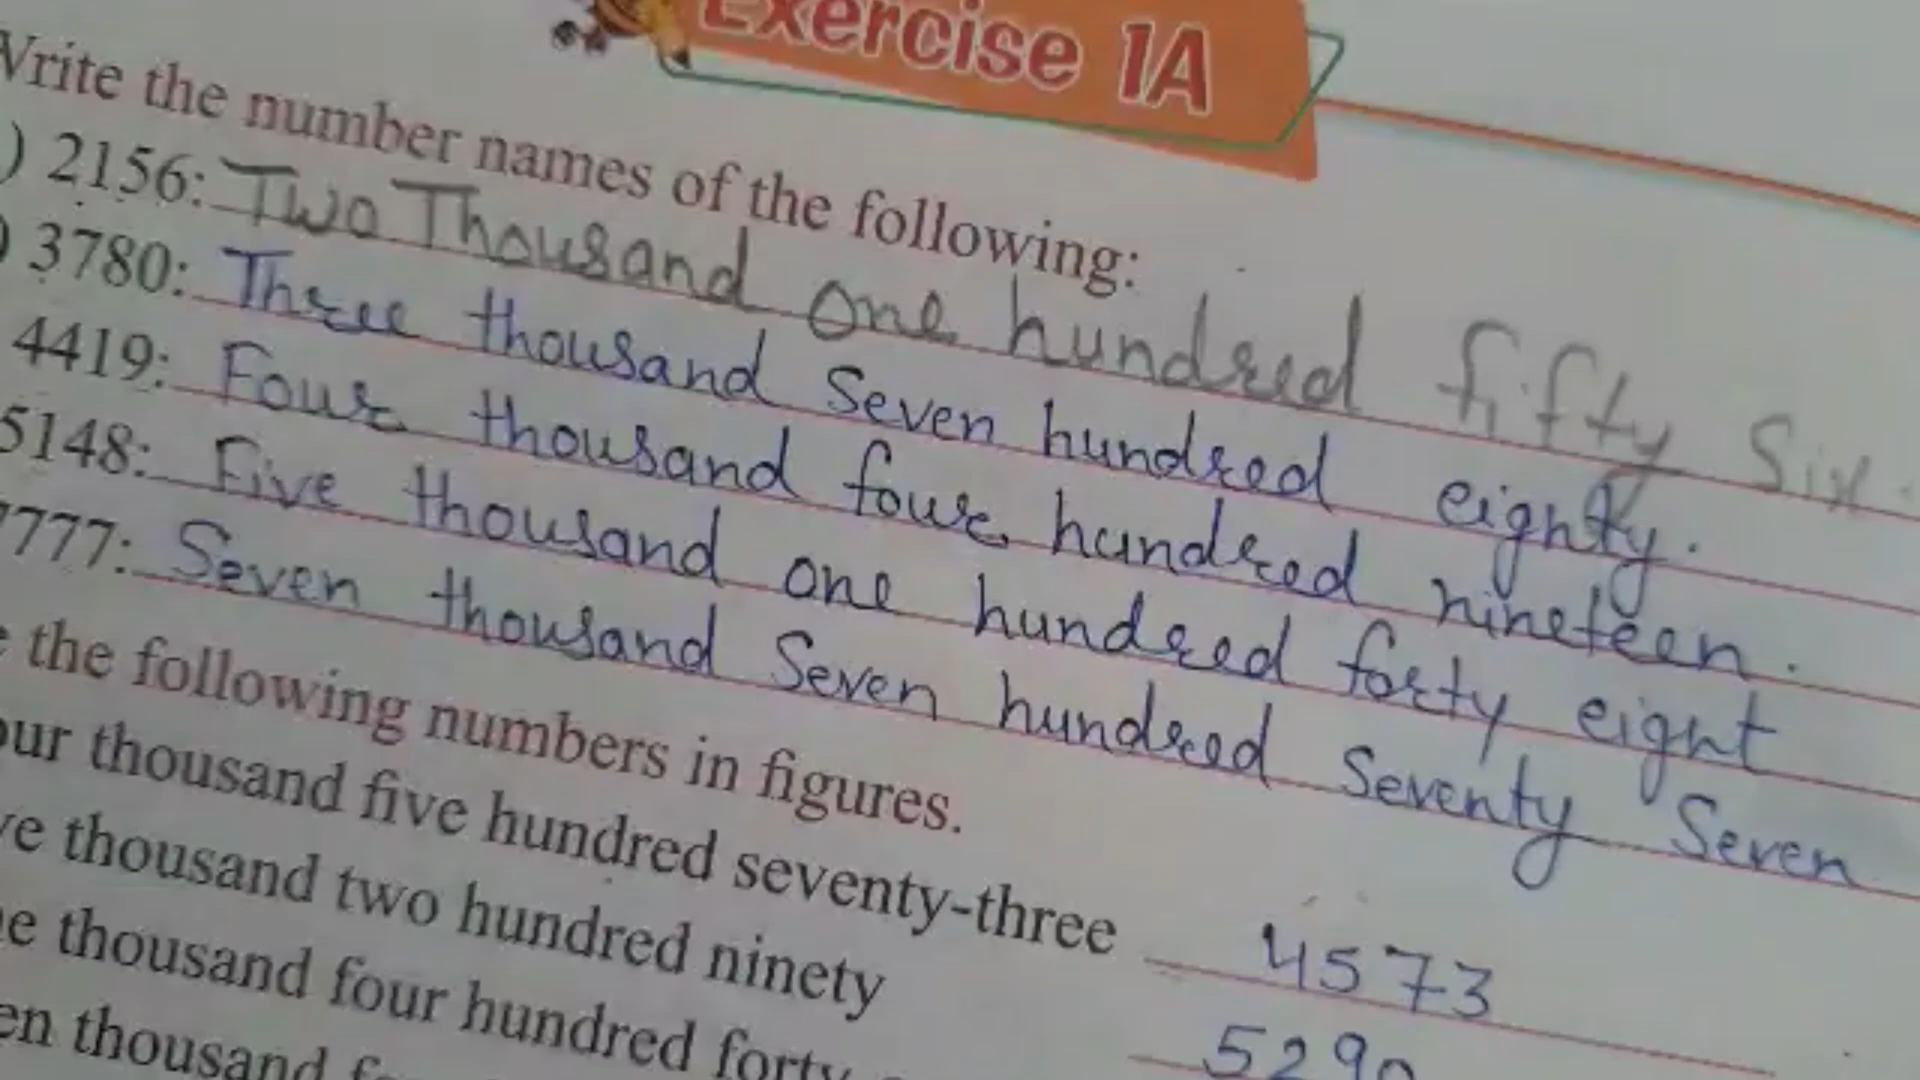 Exercise 1A
Write the number names of the following:
) 2156: Two Thousand one hundred fifty Six.
) 3780: Three thousand Seven hundred eighty.
4419: Four thousand four hundred nineteen.
5148: Five thousand one hundred forty eight
7777: Seven thousand Seven hundred Seventy Seven
the following numbers in figures.
our thousand five hundred seventy-three 4573
ve thousand two hundred ninety 5290
e thousand four hundred forty
en thousand